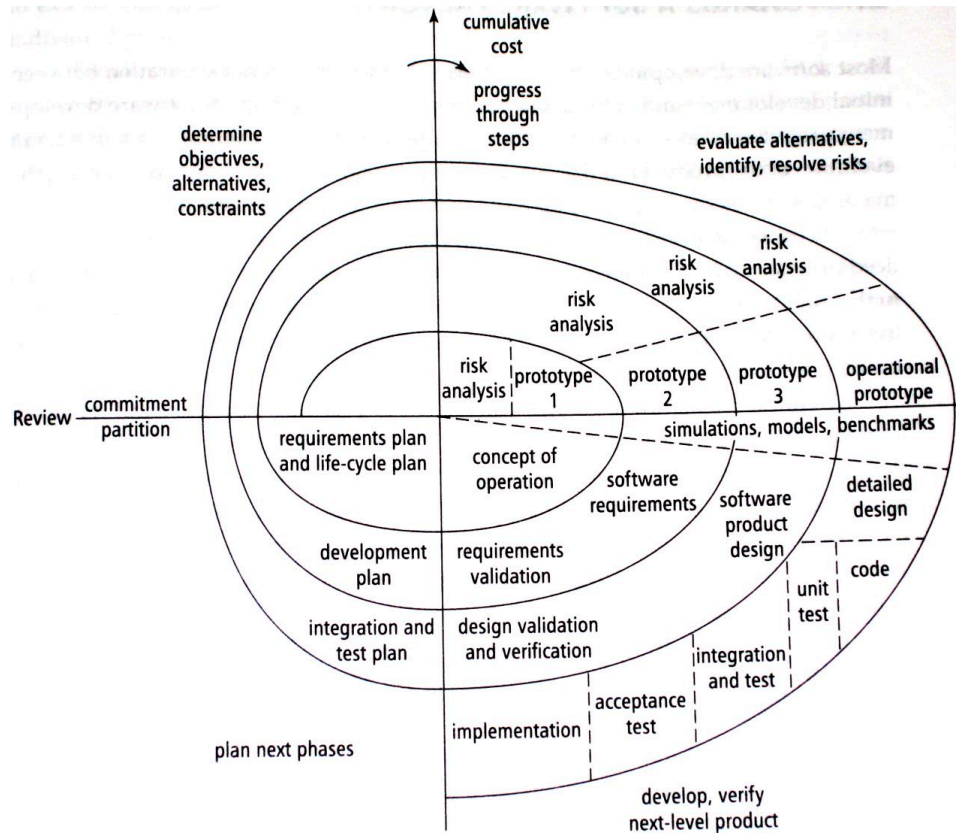 cumulative
cost
progress
through
steps
determine
objectives,
alternatives,
constraints
evaluate alternatives,
identify, resolve risks
risk
analysis
risk
analysis
risk
analysis
risk
analysis
prototype
1
prototype
2
prototype
3
operational
prototype
Review
commitment
partition
simulations, models, benchmarks
requirements plan
and life-cycle plan
concept of
operation
software
requirements
software
product
design
detailed
design
development
plan
requirements
validation
unit
test
code
integration and
test plan
design validation
and verification
integration
and test
acceptance
test
implementation
plan next phases
develop, verify
next-level product